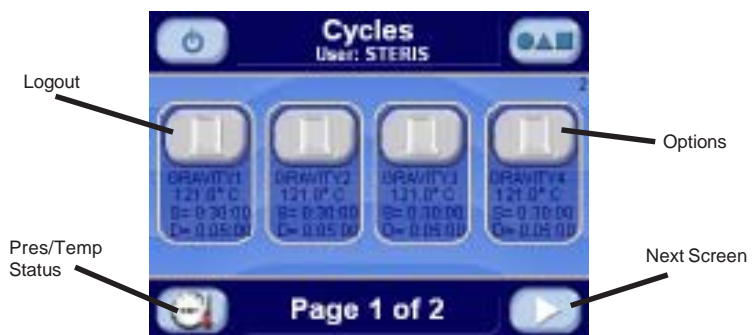 Cycles
User: STERIS
2
Logout
Options
GRAVITY1
121.0° C
S= 0:30:00
D= 0:05:00
GRAVITY2
121.0° C
S= 0:30:00
D= 0:05:00
GRAVITY3
121.0° C
S= 0:30:00
D= 0:05:00
GRAVITY4
121.0° C
S= 0:30:00
D= 0:05:00
Pres/Temp
Status
Next Screen
Page 1 of 2